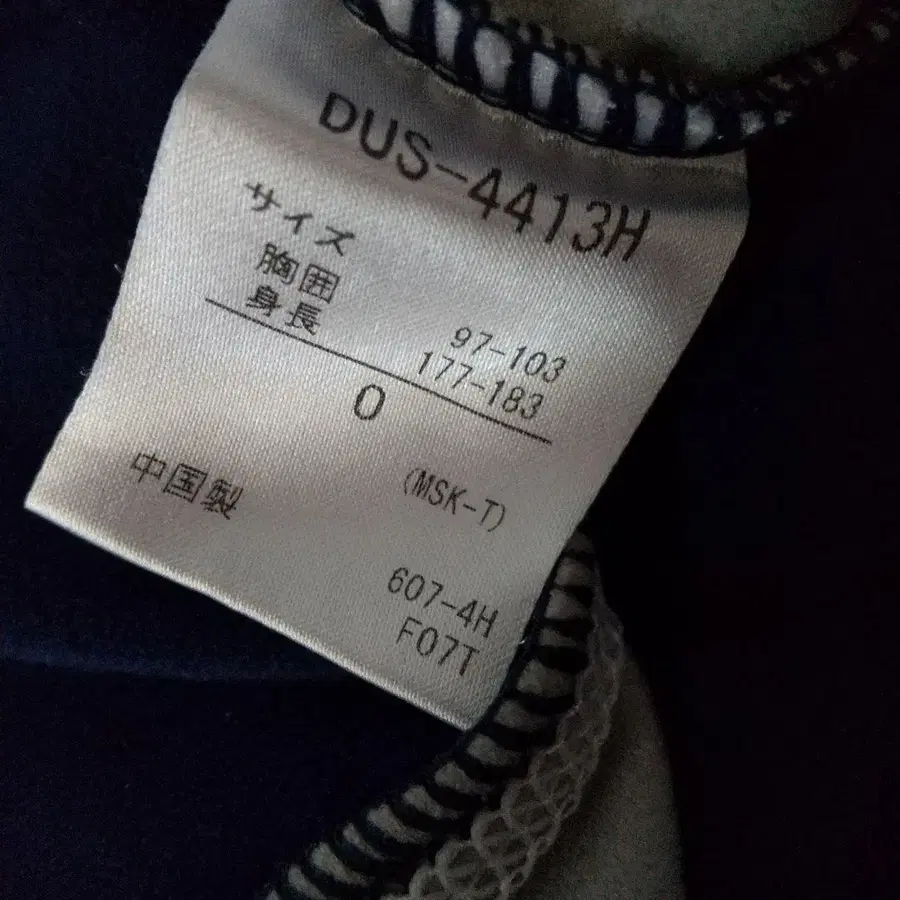 DUS-4413H
サイズ
胸囲 97-103
身長 177-183
O
(MSK-T)
中国製
607-4H
F07T